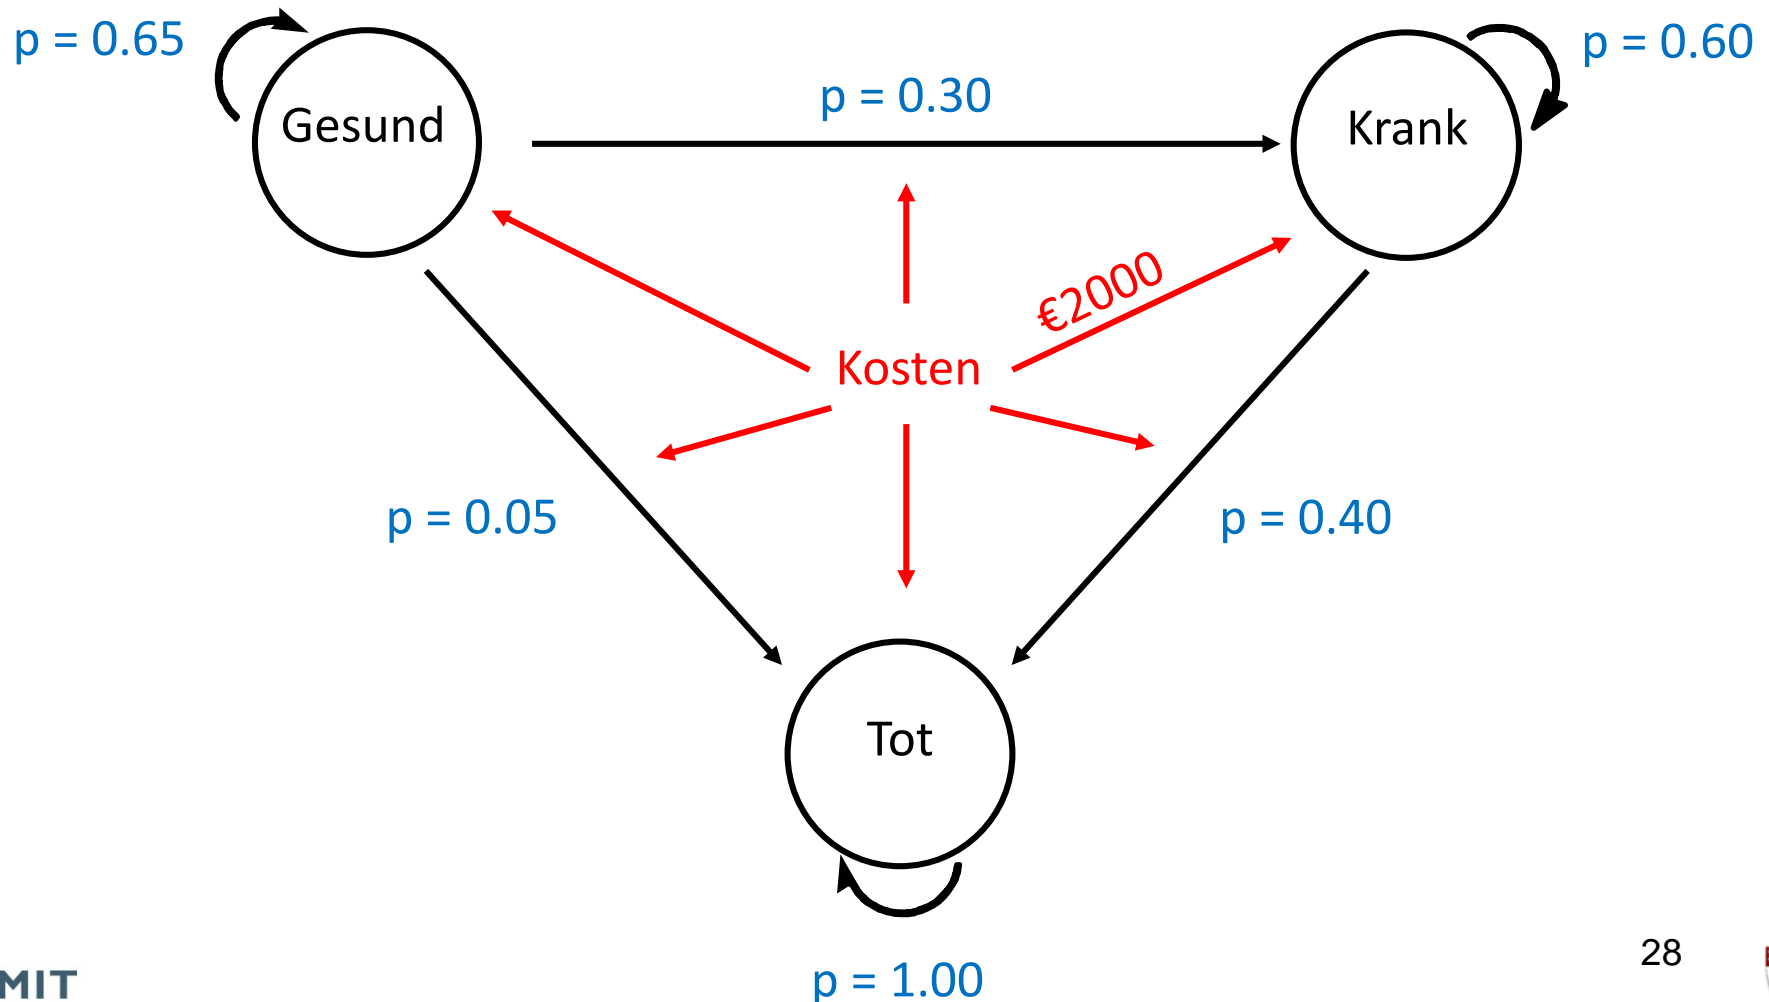 p = 0.65
p = 0.60
p = 0.30
Gesund
Krank
€2000
Kosten
p = 0.05
p = 0.40
Tot
28
MIT
p = 1.00